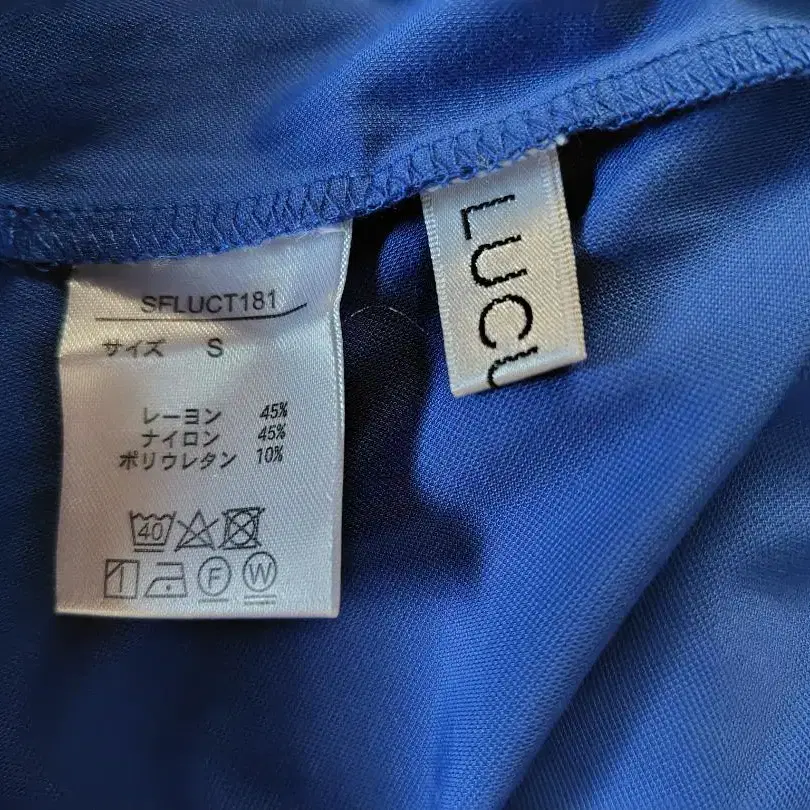 SFLUCT181
サイズ S
レーヨン 45%
ナイロン 45%
ポリウレタン 10%
40
F W
LUCU